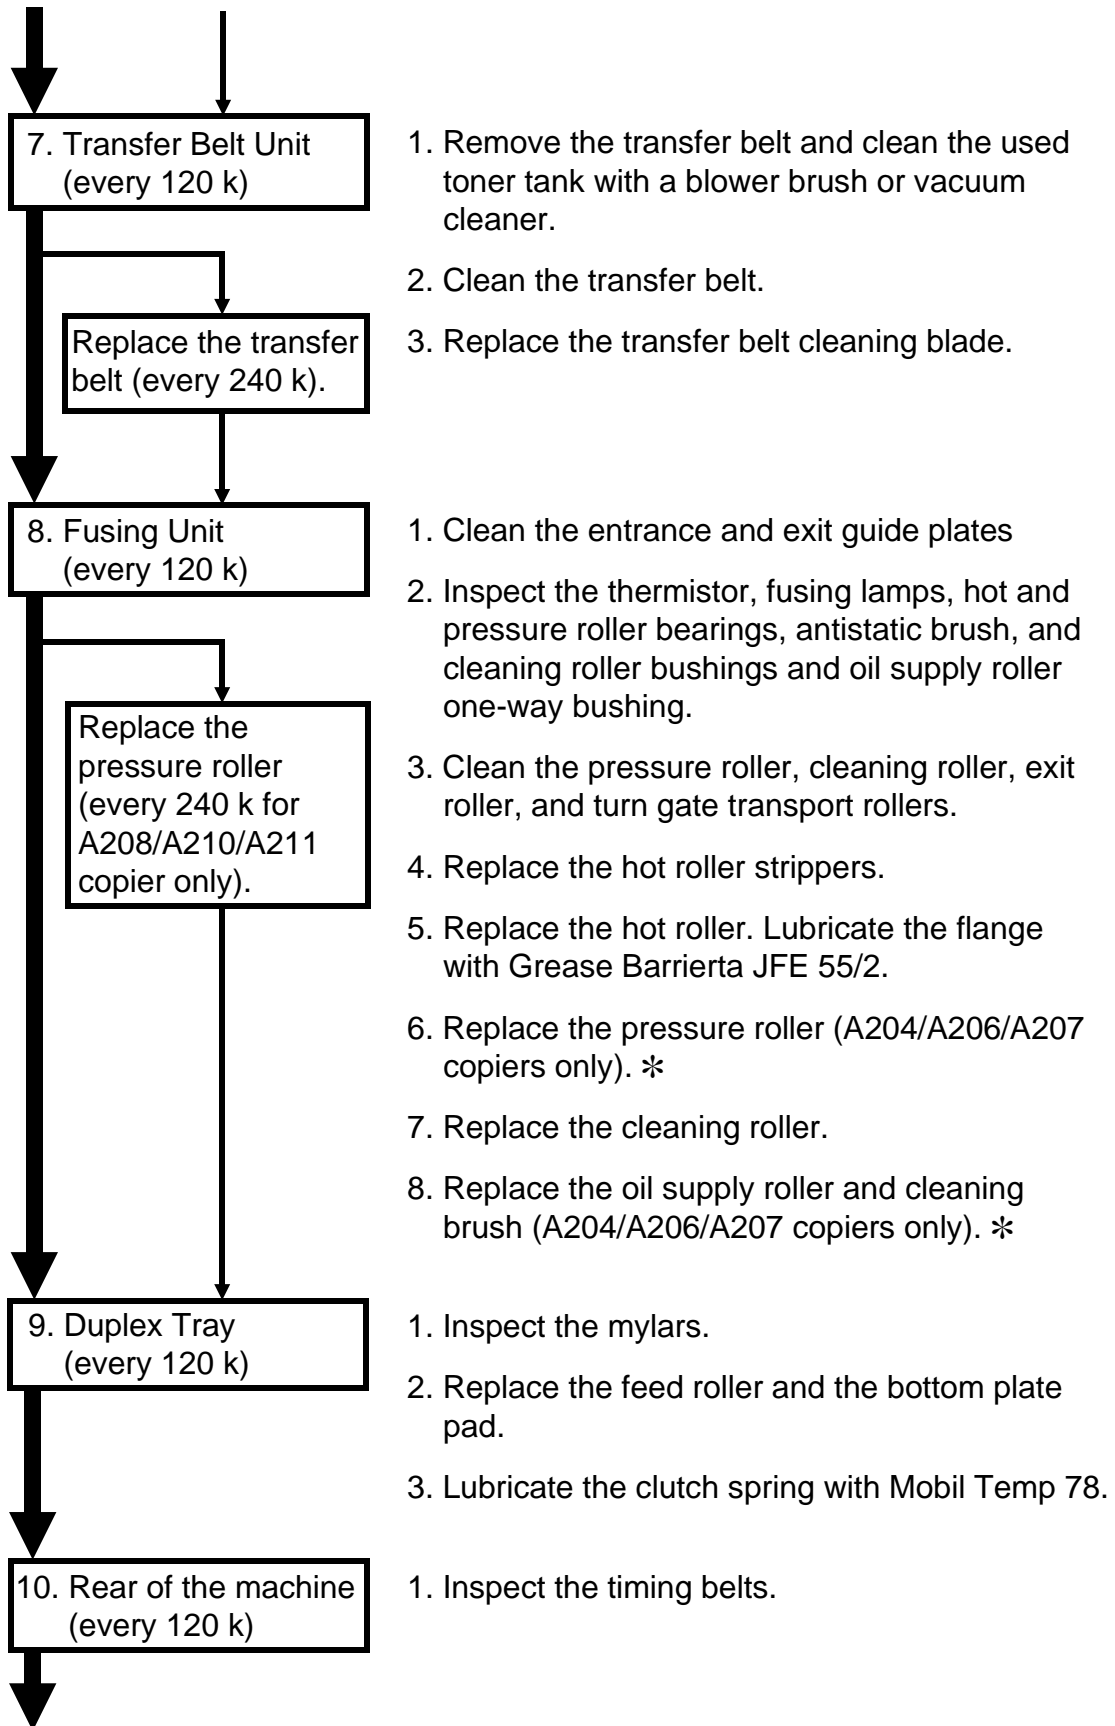 7. Transfer Belt Unit
(every 120 k)
1. Remove the transfer belt and clean the used
toner tank with a blower brush or vacuum
cleaner.
2. Clean the transfer belt.
Replace the transfer
belt (every 240 k).
3. Replace the transfer belt cleaning blade.
8. Fusing Unit
(every 120 k)
1. Clean the entrance and exit guide plates
2. Inspect the thermistor, fusing lamps, hot and
pressure roller bearings, antistatic brush, and
cleaning roller bushings and oil supply roller
one-way bushing.
Replace the
pressure roller
(every 240 k for
A208/A210/A211
copier only).
3. Clean the pressure roller, cleaning roller, exit
roller, and turn gate transport rollers.
4. Replace the hot roller strippers.
5. Replace the hot roller. Lubricate the flange
with Grease Barrierta JFE 55/2.
6. Replace the pressure roller (A204/A206/A207
copiers only). ✻
7. Replace the cleaning roller.
8. Replace the oil supply roller and cleaning
brush (A204/A206/A207 copiers only). ✻
9. Duplex Tray
(every 120 k)
1. Inspect the mylars.
2. Replace the feed roller and the bottom plate
pad.
3. Lubricate the clutch spring with Mobil Temp 78.
10. Rear of the machine
(every 120 k)
1. Inspect the timing belts.